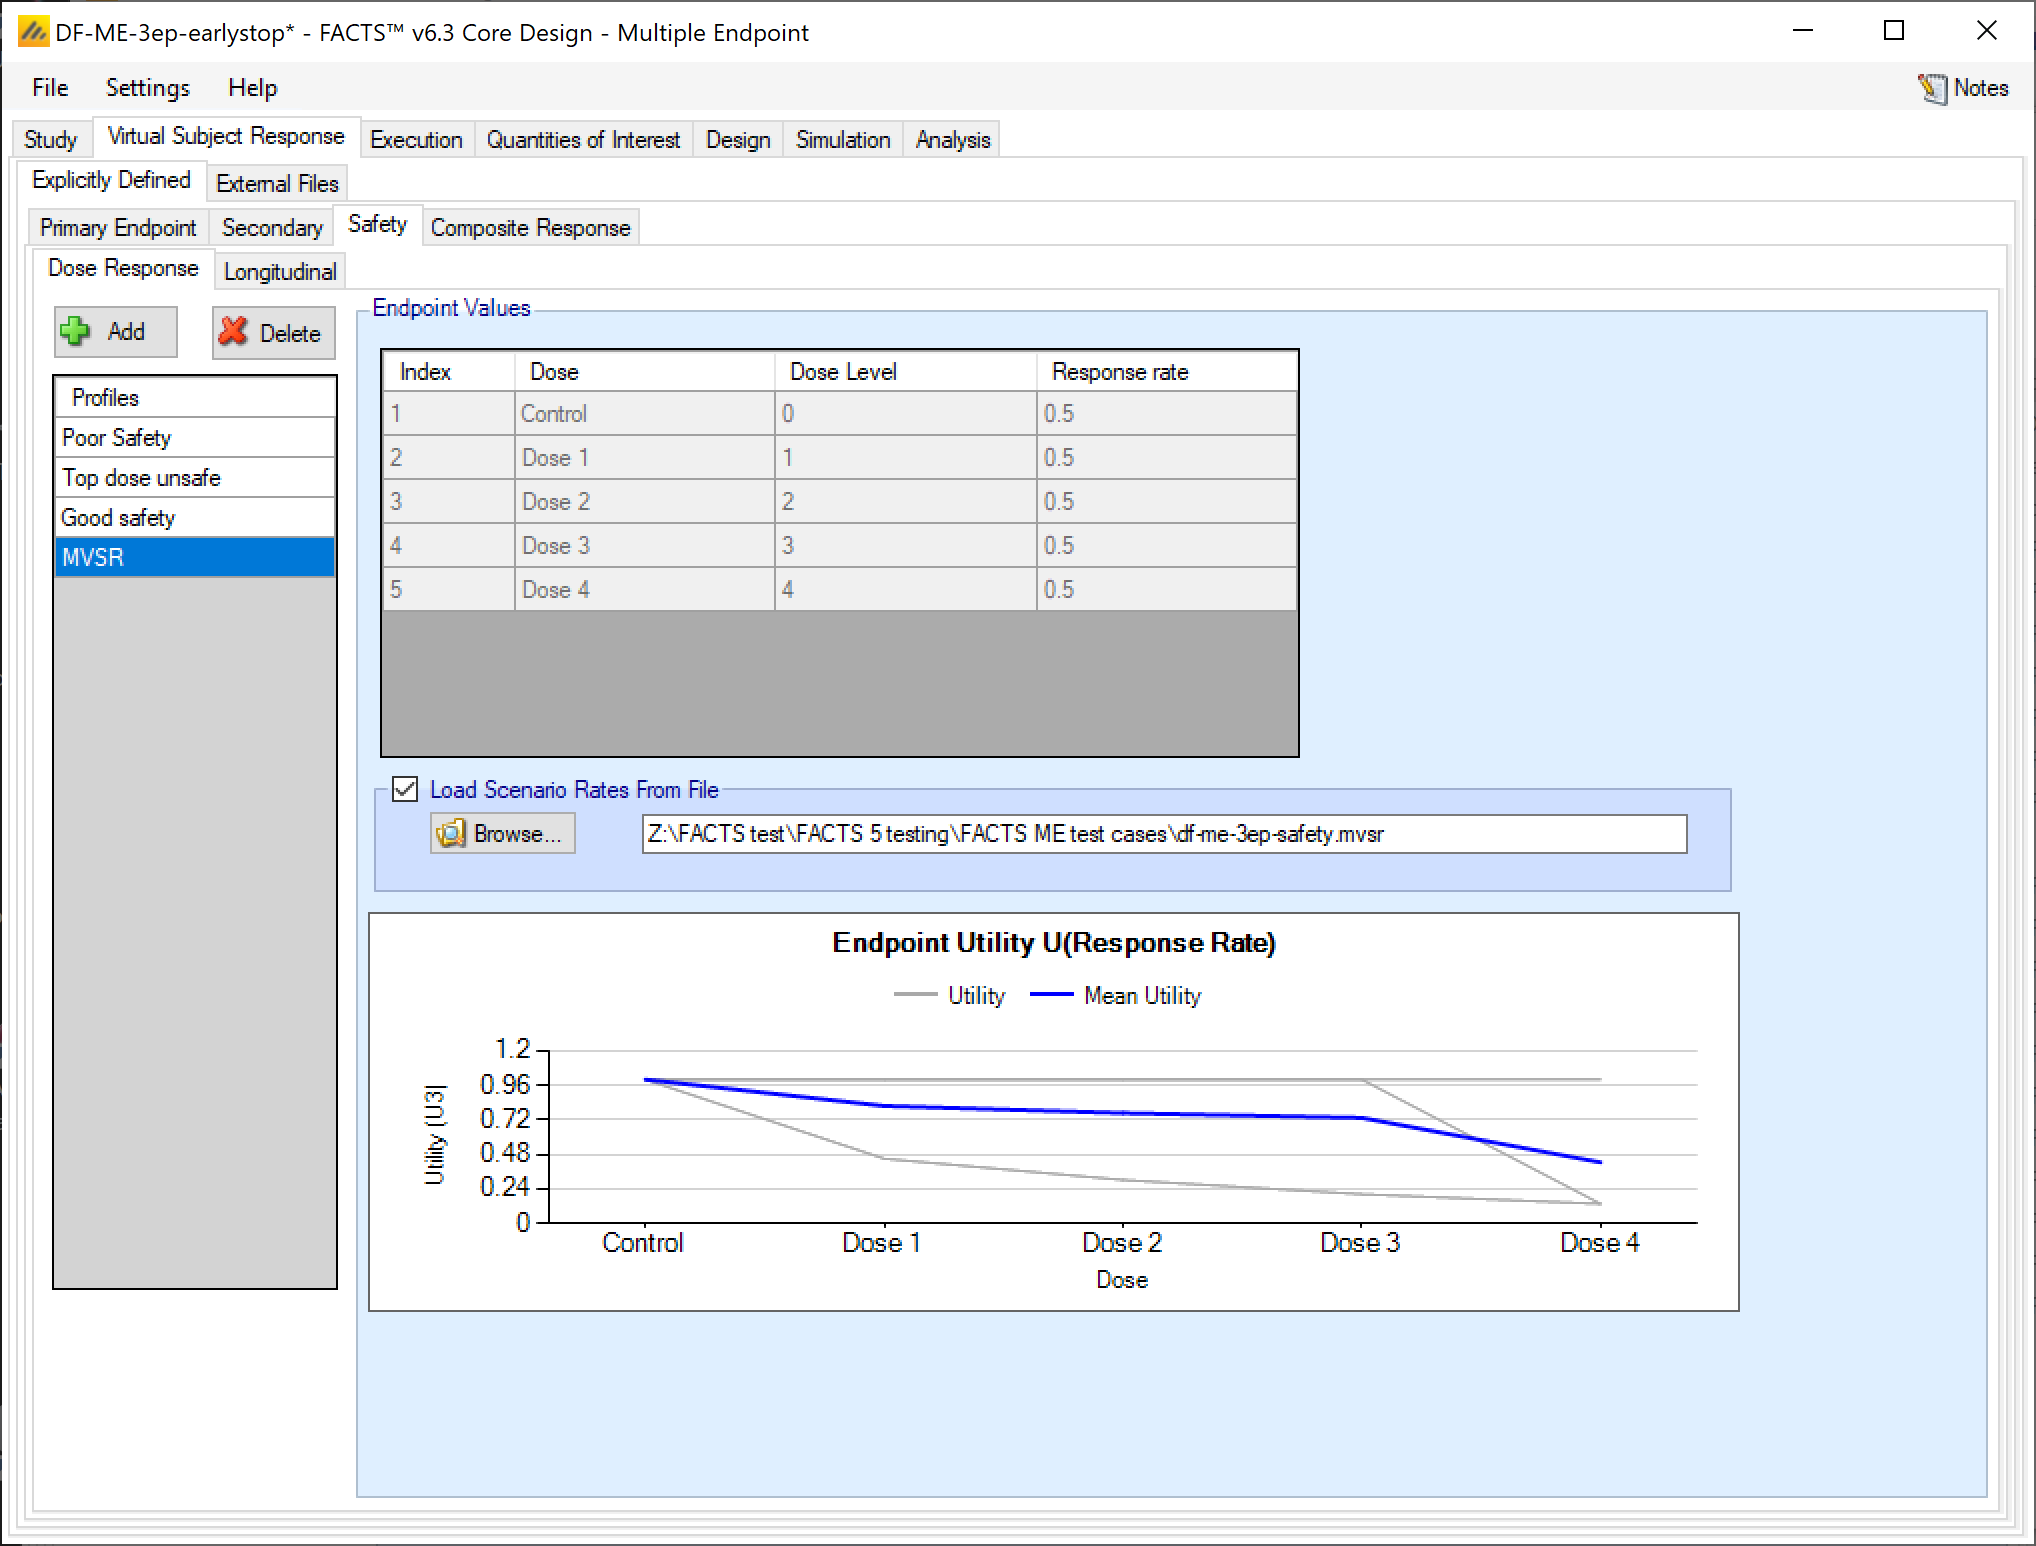 DF-ME-3ep-earlystop* - FACTS™ v6.3 Core Design - Multiple Endpoint
File Settings Help Notes
Study Virtual Subject Response Execution Quantities of Interest Design Simulation Analysis
Explicitly Defined External Files
Primary Endpoint Secondary Safety Composite Response
Dose Response Longitudinal
Add Delete
Profiles
Poor Safety
Top dose unsafe
Good safety
MVSR
Endpoint Values
Index Dose Dose Level Response rate
1 Control 0 0.5
2 Dose 1 1 0.5
3 Dose 2 2 0.5
4 Dose 3 3 0.5
5 Dose 4 4 0.5
Load Scenario Rates From File
Browse... Z:\FACTS test\FACTS 5 testing\FACTS ME test cases\df-me-3ep-safety.mvsr
Endpoint Utility U(Response Rate)
Utility Mean Utility
Utility (U3)
1.2
0.96
0.72
0.48
0.24
0
Control Dose 1 Dose 2 Dose 3 Dose 4
Dose